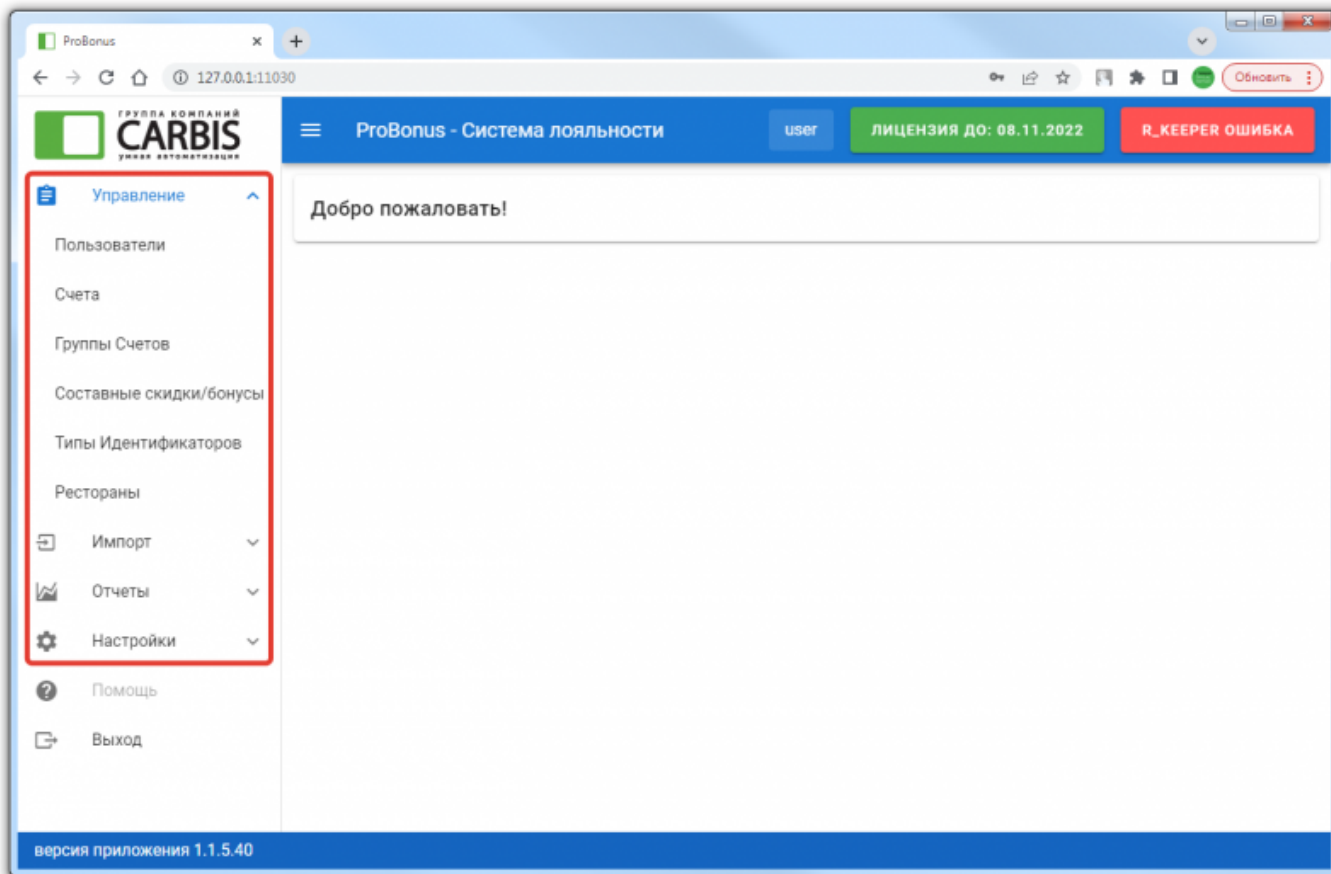 ProBonus
127.0.0.1:11030
Обновить
ГРУППА КОМПАНИЙ
CARBIS
умная автоматизация
ProBonus - Система лояльности
user
ЛИЦЕНЗИЯ ДО: 08.11.2022
R_KEEPER ОШИБКА
Управление
Добро пожаловать!
Пользователи
Счета
Группы Счетов
Составные скидки/бонусы
Типы Идентификаторов
Рестораны
Импорт
Отчеты
Настройки
Помощь
Выход
версия приложения 1.1.5.40